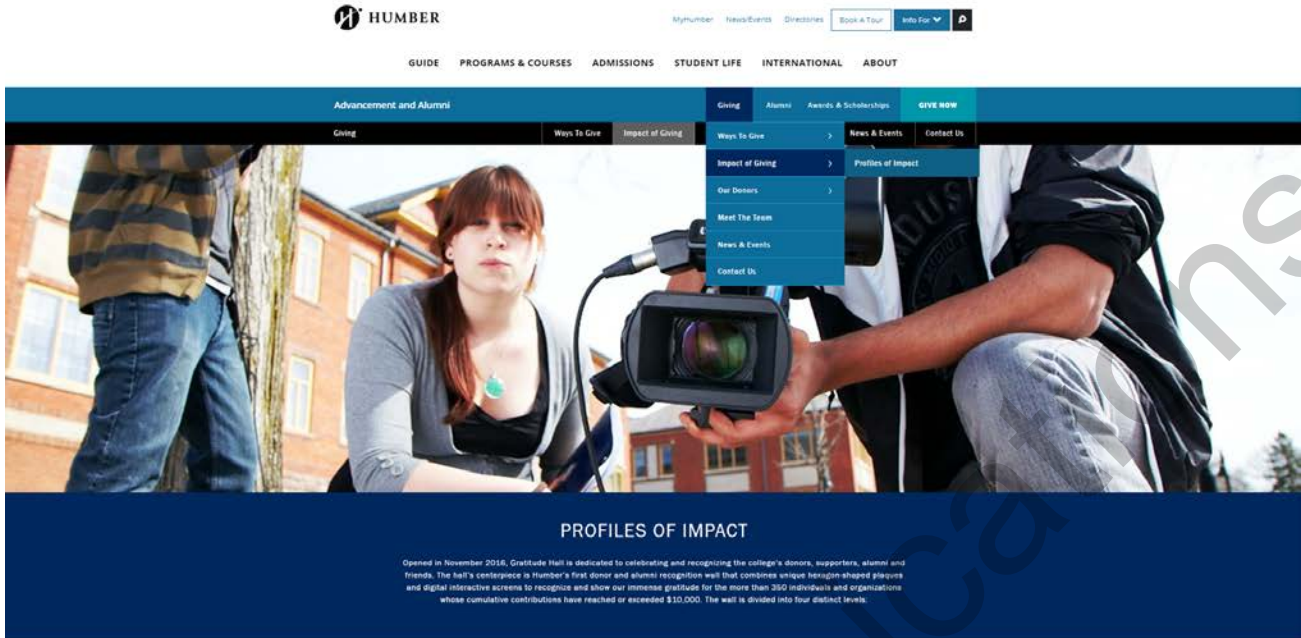 HUMBER
MyHumber News/Events Directories Book A Tour Info For
GUIDE PROGRAMS & COURSES ADMISSIONS STUDENT LIFE INTERNATIONAL ABOUT
Advancement and Alumni Giving Alumni Awards & Scholarships GIVE NOW
Giving Ways To Give Impact of Giving Ways To Give News & Events Contact Us
Impact of Giving Profiles of Impact
Our Donors
Meet The Team
News & Events
Contact Us
PROFILES OF IMPACT
Opened in November 2016, Gratitude Hall is dedicated to celebrating and recognizing the college's donors, supporters, alumni and
friends. The hall's centerpiece is Humber's first donor and alumni recognition wall that combines unique hexagon-shaped plaques
and digital interactive screens to recognize and show our immense gratitude for the more than 350 individuals and organizations
whose cumulative contributions have reached or exceeded $10,000. The wall is divided into four distinct levels.